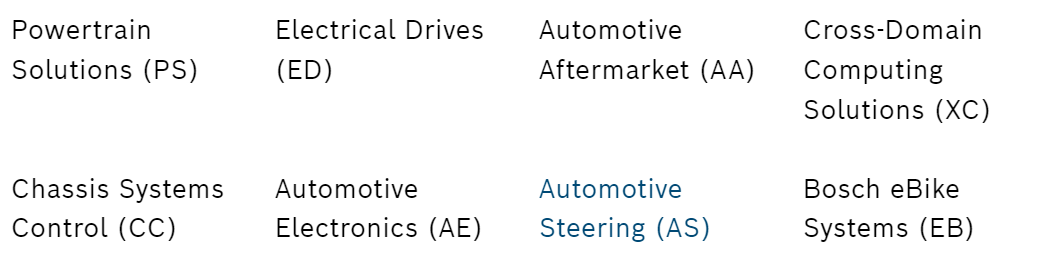 Powertrain
Solutions (PS)
Electrical Drives
(ED)
Automotive
Aftermarket (AA)
Cross-Domain
Computing
Solutions (XC)
Chassis Systems
Control (CC)
Automotive
Electronics (AE)
Automotive
Steering (AS)
Bosch eBike
Systems (EB)